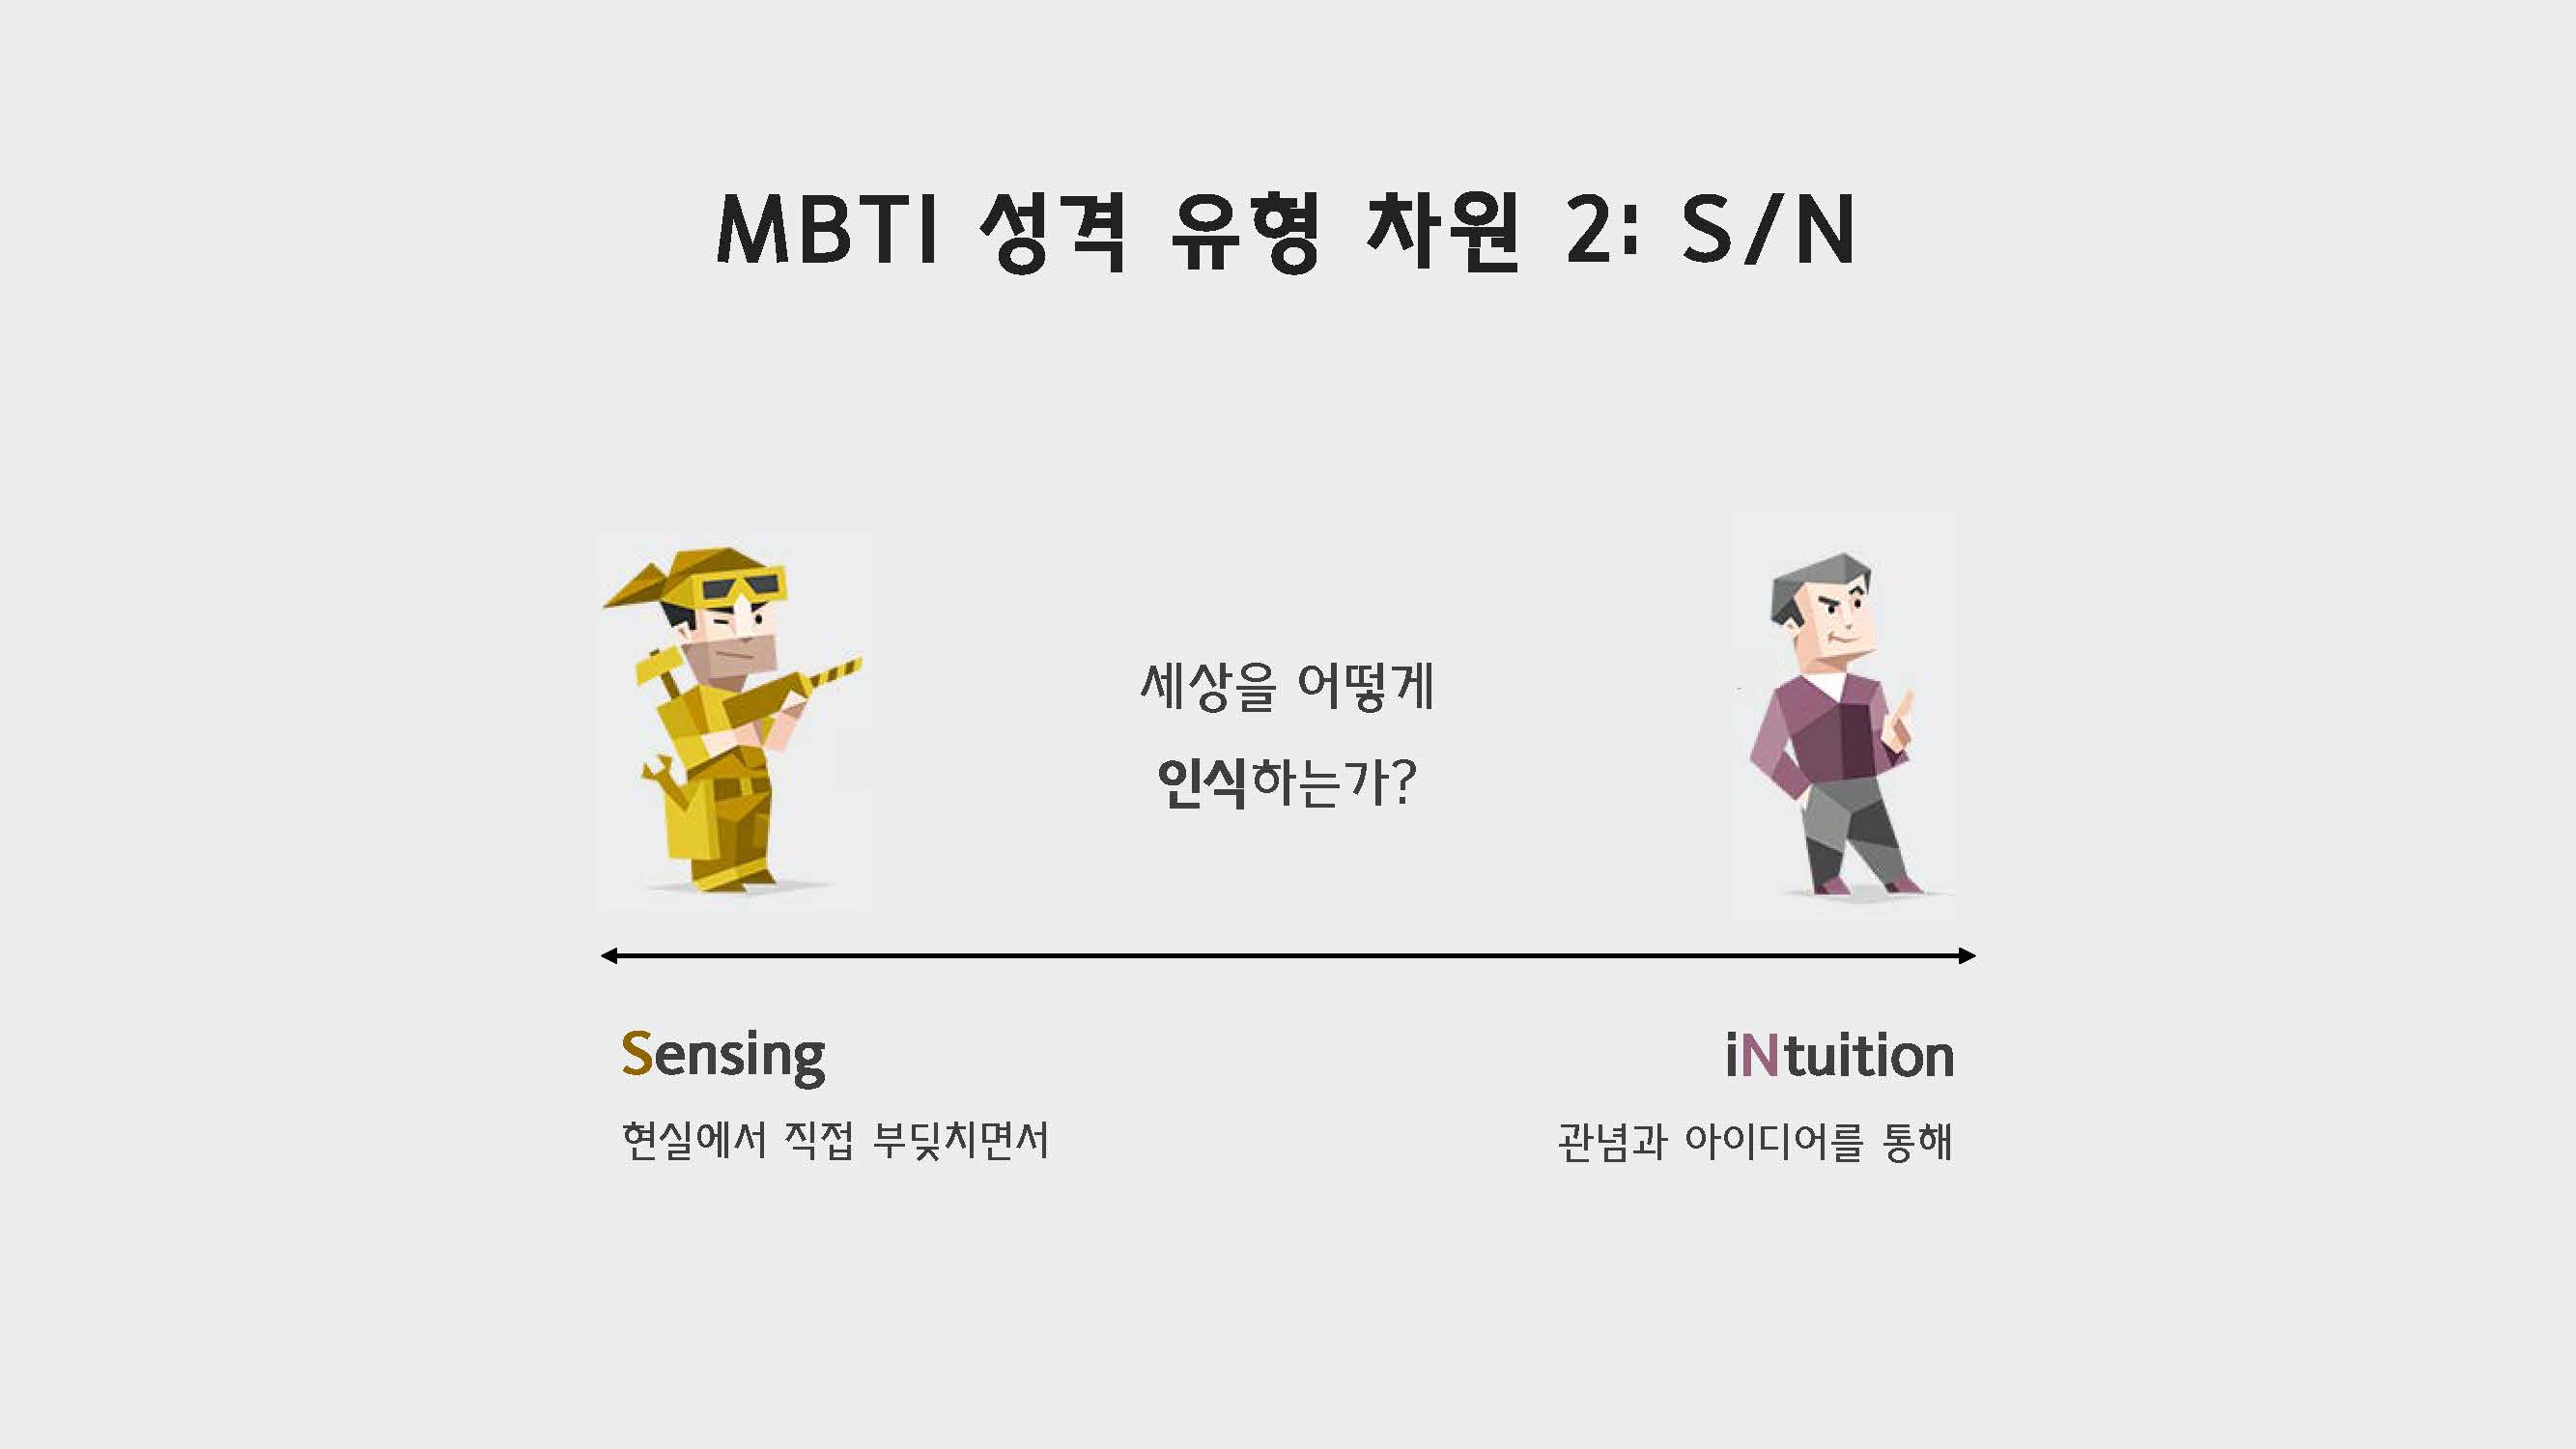 MBTI 성격 유형 차원 2: S/N
세상을 어떻게
인식하는가?
Sensing
현실에서 직접 부딪치면서
iNtuition
관념과 아이디어를 통해